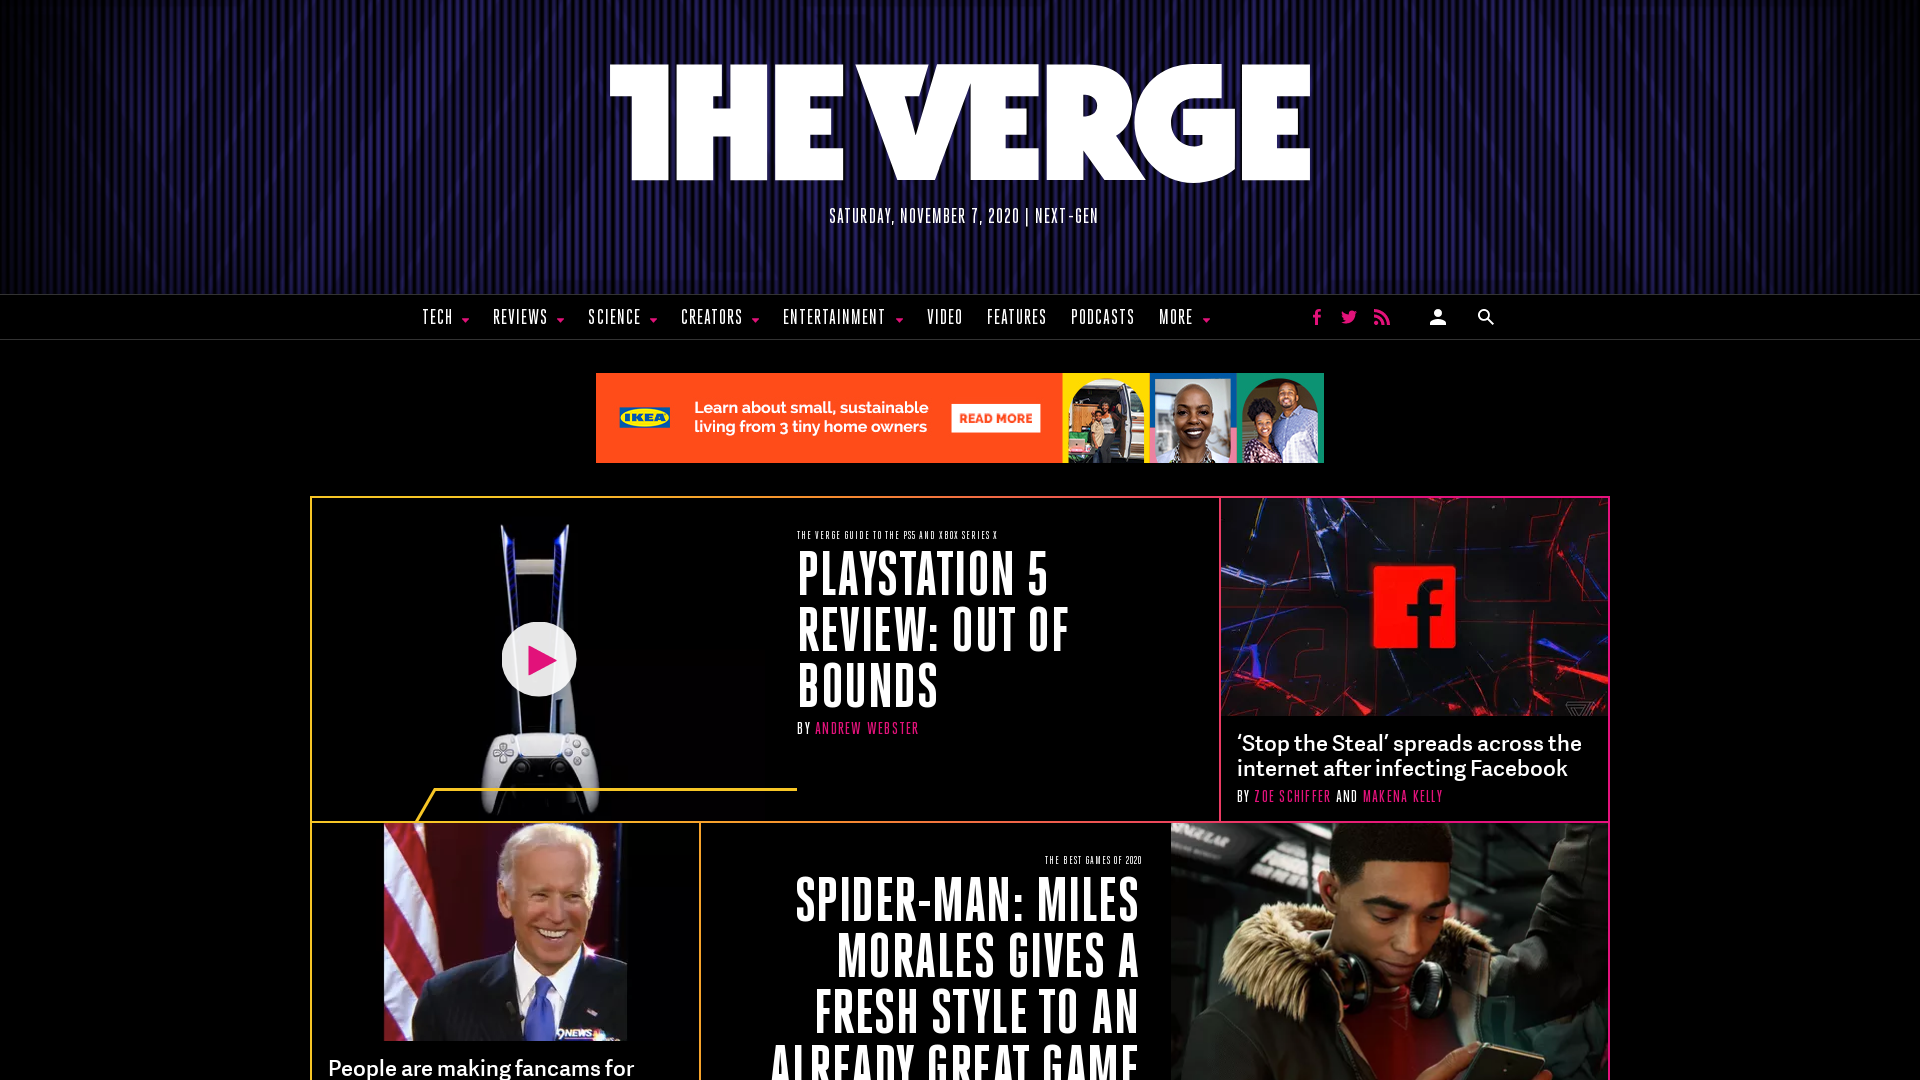 THE VERGE
SATURDAY, NOVEMBER 7, 2020 | NEXT-GEN
TECH REVIEWS SCIENCE CREATORS ENTERTAINMENT VIDEO FEATURES PODCASTS MORE
IKEA
Learn about small, sustainable
living from 3 tiny home owners
READ MORE
THE VERGE GUIDE TO THE PS5 AND XBOX SERIES X
PLAYSTATION 5
REVIEW: OUT OF
BOUNDS
BY ANDREW WEBSTER
‘Stop the Steal’ spreads across the
internet after infecting Facebook
BY ZOE SCHIFFER AND MAKENA KELLY
9NEWS
People are making fancams for
THE BEST GAMES OF 2020
SPIDER-MAN: MILES
MORALES GIVES A
FRESH STYLE TO AN
ALREADY GREAT GAME